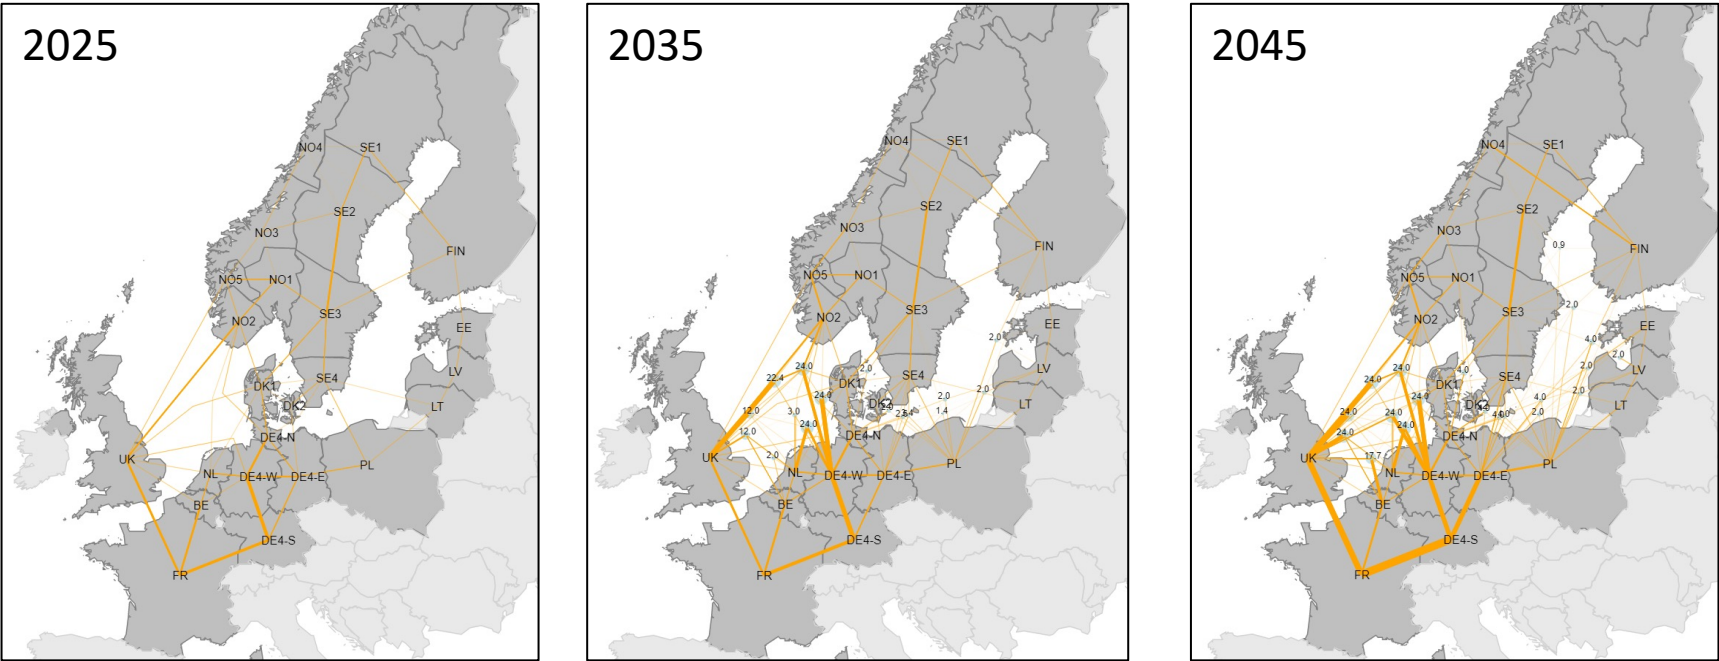 2025
NO4
SE1
SE2
NO3
FIN
NO5
NO1
NO2
SE3
EE
LV
DK1
SE4
DK2
LT
DE4-N
UK
NL
DE4-W
DE4-E
PL
BE
DE4-S
FR
2035
NO4
SE1
SE2
NO3
FIN
NO5
NO1
NO2
SE3
EE
2.0
LV
24.0
2.0
22.4
DK1
SE4
2.0
24.0
2.0
LT
12.0
3.0
1.4
24.0
12.0
DE4-N
2.0
UK
NL
DE4-W
DE4-E
PL
BE
DE4-S
FR
2045
NO4
SE1
SE2
NO3
0.9
FIN
NO5
NO1
2.0
NO2
SE3
EE
4.0
2.0
24.0
4.0
LV
24.0
DK1
SE4
2.0
24.0
4.0
LT
24.0
24.0
2.0
24.0
24.0
DE4-N
17.7
UK
NL
DE4-W
DE4-E
PL
BE
DE4-S
FR